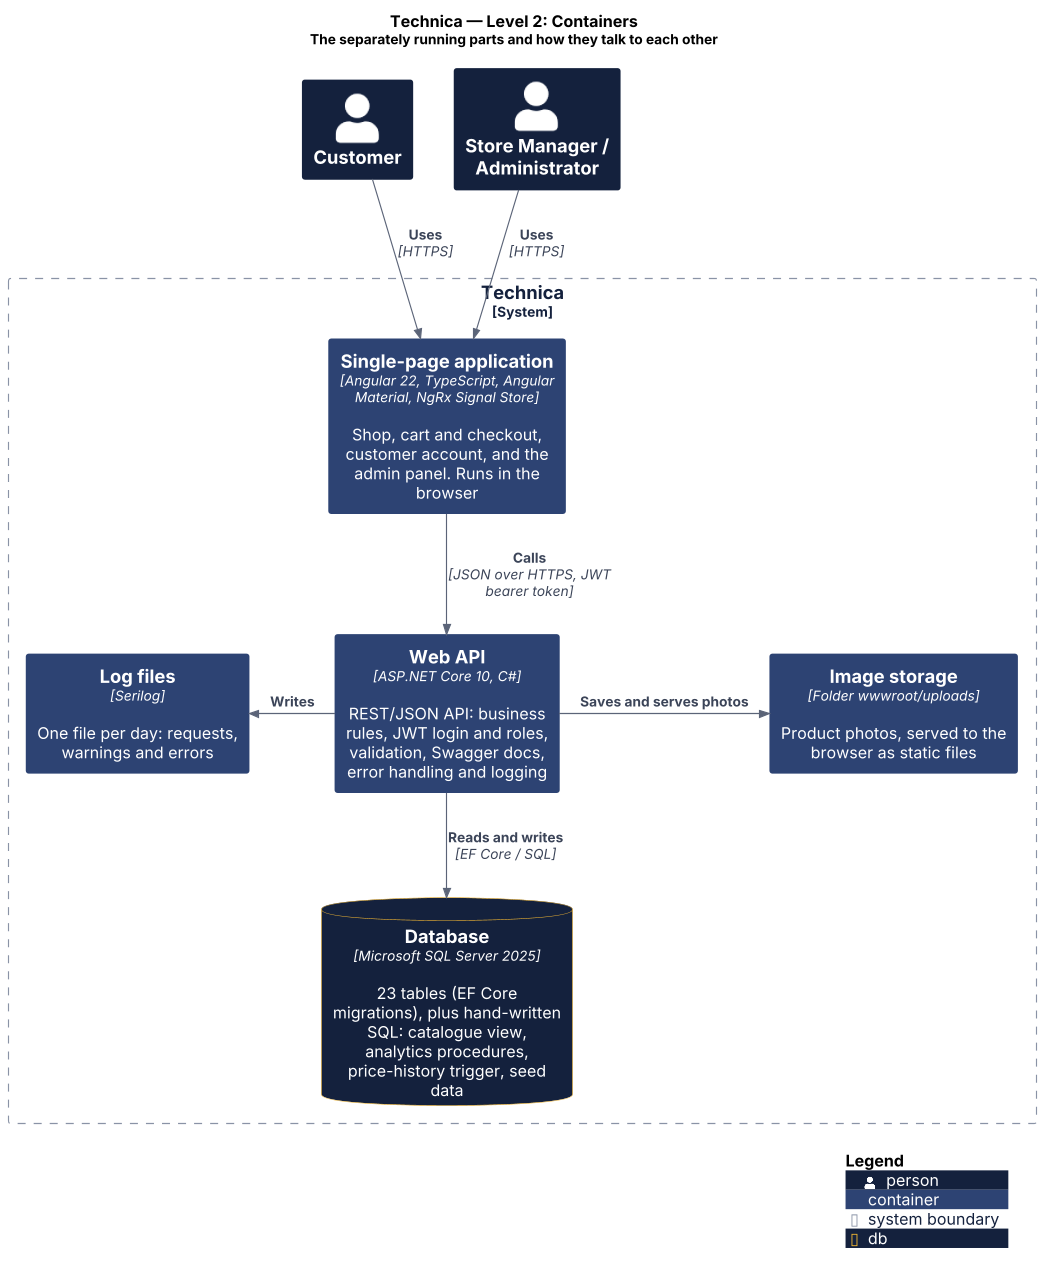 Technica — Level 2: Containers
The separately running parts and how they talk to each other
Customer
Store Manager /
Administrator
Uses
[HTTPS]
Uses
[HTTPS]
Technica
[System]
Single-page application
[Angular 22, TypeScript, Angular
Material, NgRx Signal Store]
Shop, cart and checkout,
customer account, and the
admin panel. Runs in the
browser
Calls
[JSON over HTTPS, JWT
bearer token]
Log files
[Serilog]
One file per day: requests,
warnings and errors
Writes
Web API
[ASP.NET Core 10, C#]
REST/JSON API: business
rules, JWT login and roles,
validation, Swagger docs,
error handling and logging
Saves and serves photos
Image storage
[Folder wwwroot/uploads]
Product photos, served to the
browser as static files
Reads and writes
[EF Core / SQL]
Database
[Microsoft SQL Server 2025]
23 tables (EF Core
migrations), plus hand-written
SQL: catalogue view,
analytics procedures,
price-history trigger, seed
data
Legend
person
container
system boundary
db